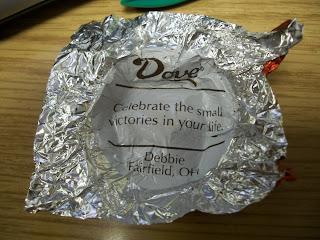 Dove
Celebrate the small
victories in your life.
Debbie
Fairfield, OH